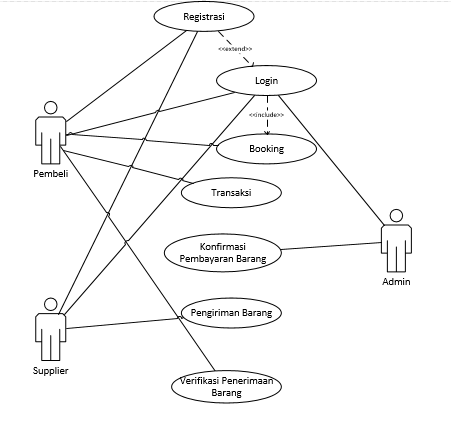 Registrasi
<<extend>>
Login
<<include>>
Booking
Pembeli
Transaksi
Konfirmasi
Pembayaran Barang
Admin
Pengiriman Barang
Supplier
Verifikasi Penerimaan
Barang